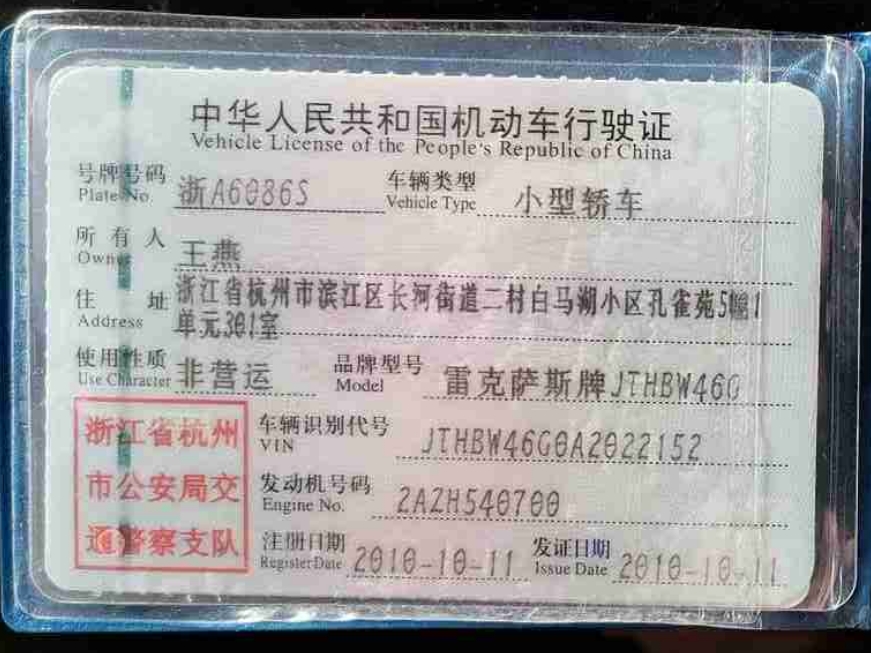 中华人民共和国机动车行驶证
Vehicle License of the People's Republic of China
号牌号码 浙A6086S 车辆类型 小型轿车
Plate No. Vehicle Type
所有人 王燕
Owner
住址 浙江省杭州市滨江区长河街道二村白马湖小区孔雀苑5幢1
Address 单元301室
使用性质 非营运 品牌型号 雷克萨斯牌JTHBW46G
Use Character Model
浙江省杭州 车辆识别代号 JTHBW46G0A2022152
VIN
市公安局交 发动机号码 2AZH540700
Engine No.
通警察支队 注册日期 2010-10-11 发证日期 2010-10-11
Register Date Issue Date